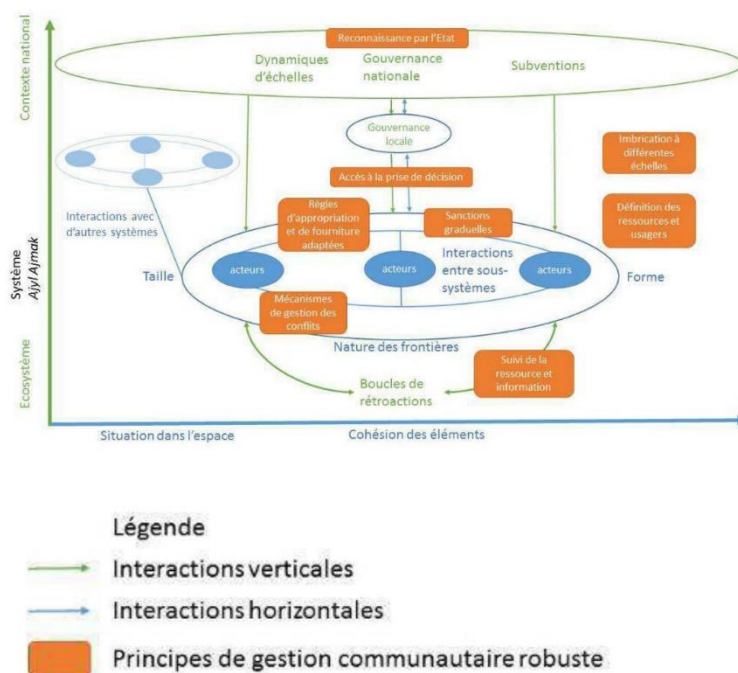 Contexte national
Système
Ajyl Ajmak
Ecosystème
Reconnaissance par l'Etat
Dynamiques
d'échelles
Gouvernance
nationale
Subventions
Gouvernance
locale
Imbrication à
différentes
échelles
Accès à la prise de décision
Interactions avec
d'autres systèmes
Règles
d'appropriation
et de fourniture
adaptées
Sanctions
graduelles
Définition des
ressources et
usagers
Taille
acteurs
acteurs
Interactions
entre sous-
systèmes
acteurs
Forme
Mécanismes
de gestion des
conflits
Nature des frontières
Suivi de la
ressource et
information
Boucles de
rétroactions
Situation dans l'espace
Cohésion des éléments
Légende
Interactions verticales
Interactions horizontales
Principes de gestion communautaire robuste